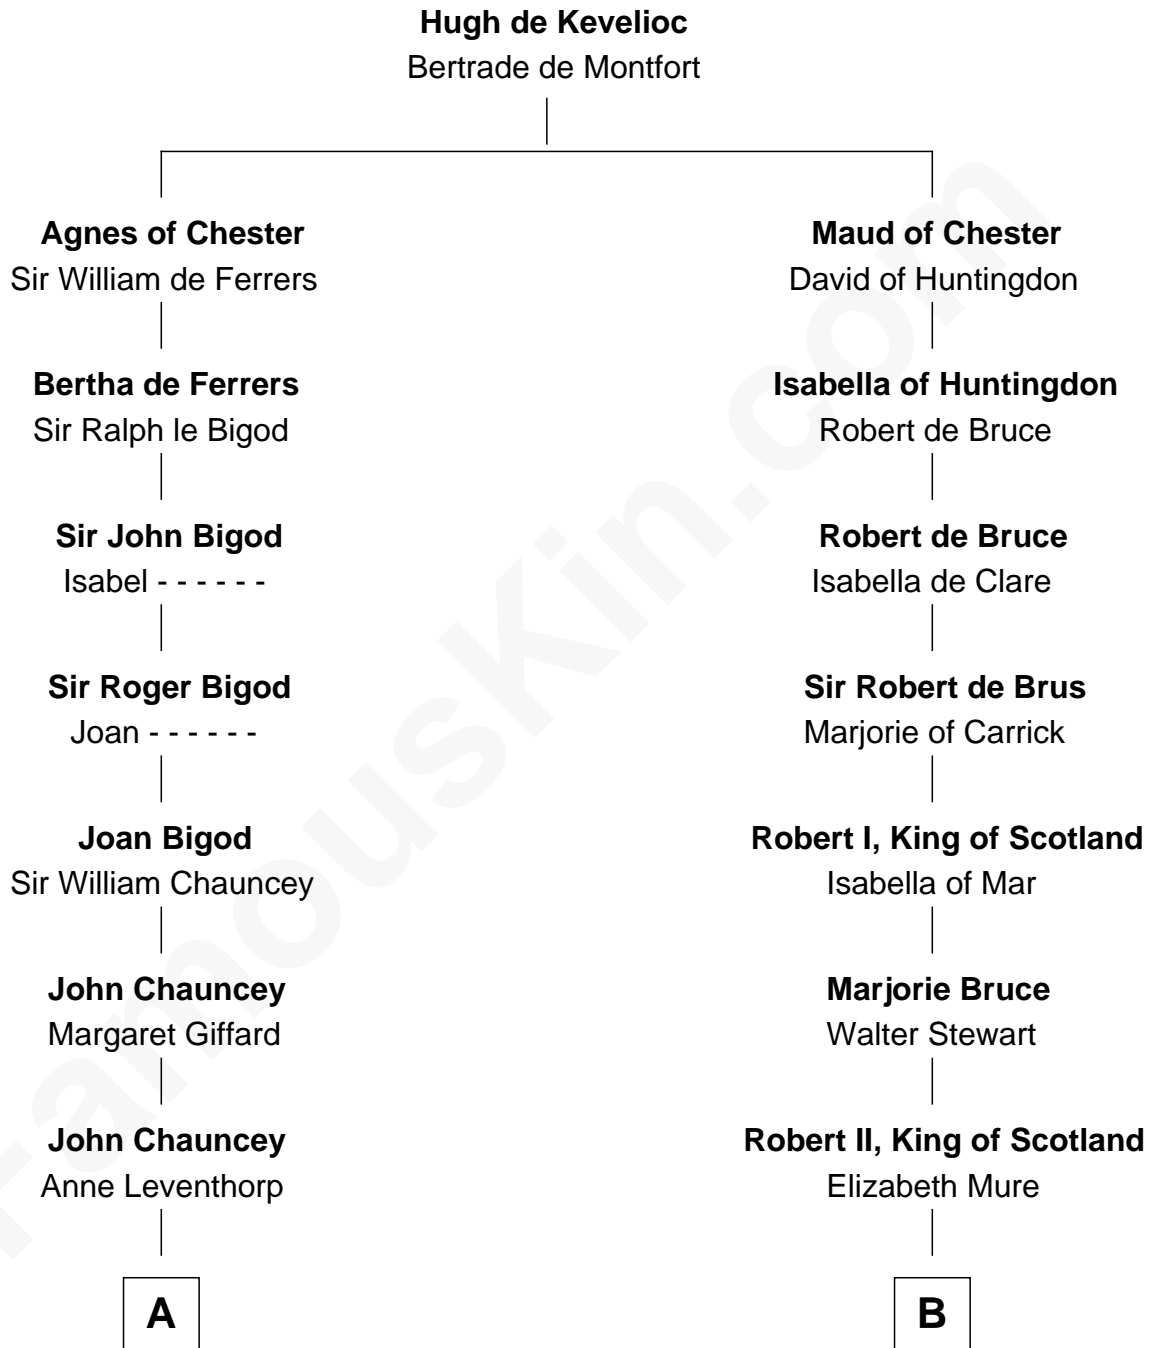 Hugh de Kevelioc
Bertrade de Montfort
Agnes of Chester
Sir William de Ferrers
Maud of Chester
David of Huntingdon
Bertha de Ferrers
Sir Ralph le Bigod
Isabella of Huntingdon
Robert de Bruce
Sir John Bigod
Isabel - - - - - -
Robert de Bruce
Isabella de Clare
Sir Roger Bigod
Joan - - - - - -
Sir Robert de Brus
Marjorie of Carrick
Joan Bigod
Sir William Chauncey
Robert I, King of Scotland
Isabella of Mar
John Chauncey
Margaret Giffard
Marjorie Bruce
Walter Stewart
John Chauncey
Anne Leventhorp
Robert II, King of Scotland
Elizabeth Mure
A
B
FamousKin.com